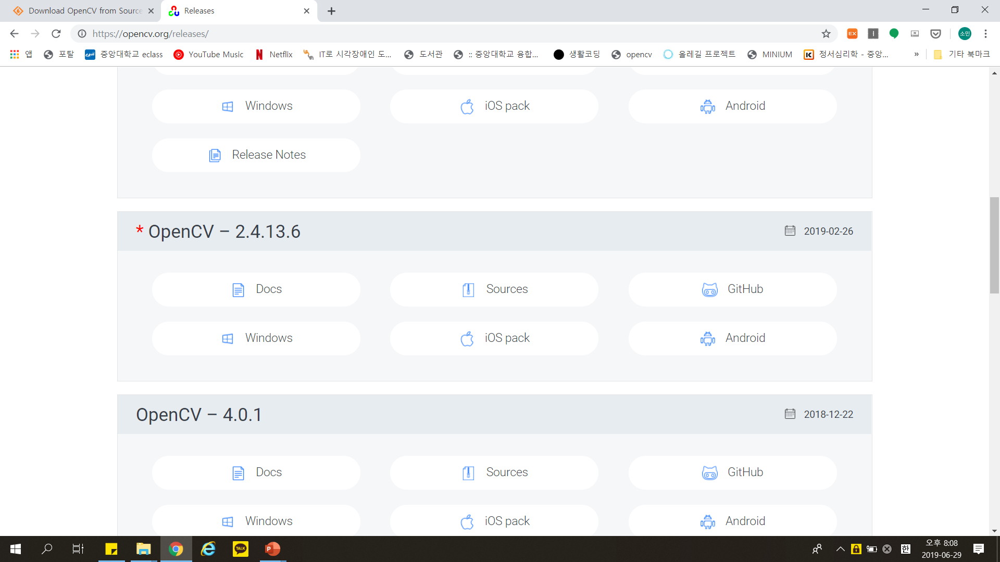 Download OpenCV from Source
Releases
https://opencv.org/releases/
EX
소민
앱
포탈
중앙대학교 eclass
YouTube Music
Netflix
IT로 시각장애인 도...
도서관
:: 중앙대학교 융합...
생활코딩
opencv
올레길 프로젝트
MINIUM
정서심리학 - 중앙...
»
기타 북마크
Windows
iOS pack
Android
Release Notes
* OpenCV – 2.4.13.6
2019-02-26
Docs
Sources
GitHub
Windows
iOS pack
Android
OpenCV – 4.0.1
2018-12-22
Docs
Sources
GitHub
Windows
iOS pack
Android
TALK
한
오후 8:08
2019-06-29